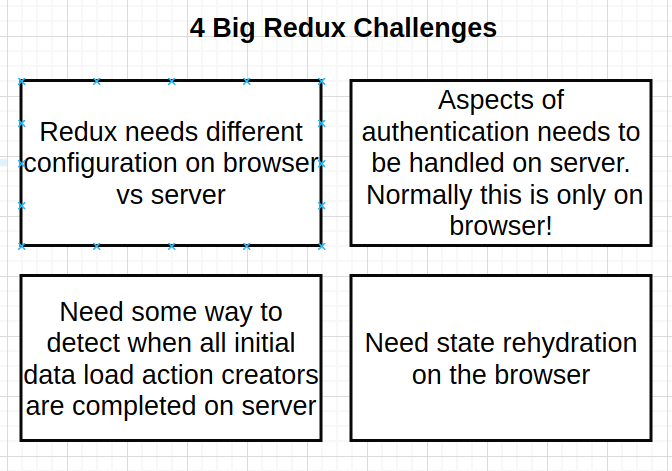 4 Big Redux Challenges
Redux needs different
configuration on browser
vs server
Aspects of
authentication needs to
be handled on server.
Normally this is only on
browser!
Need some way to
detect when all initial
data load action creators
are completed on server
Need state rehydration
on the browser